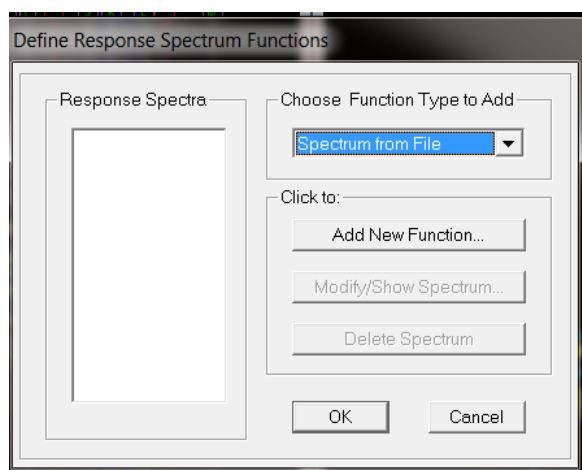 Define Response Spectrum Functions
Response Spectra
Choose Function Type to Add
Spectrum from File
Click to:
Add New Function...
Modify/Show Spectrum...
Delete Spectrum
OK
Cancel